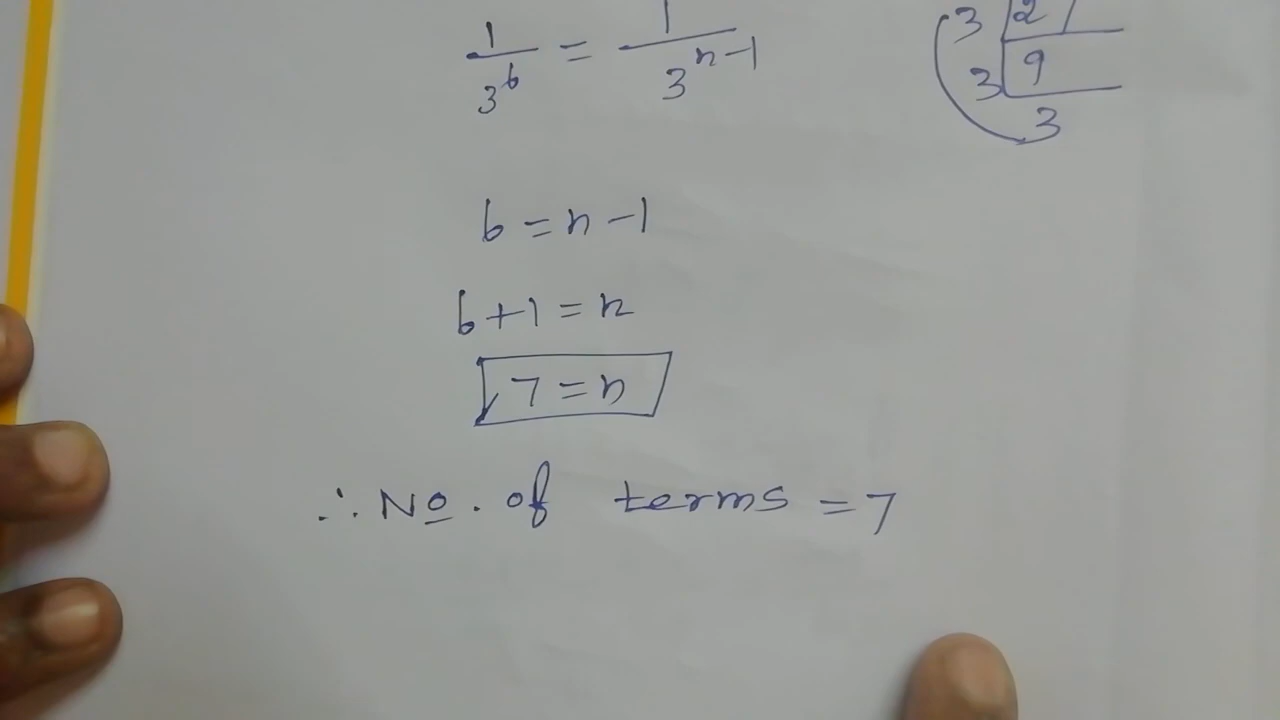 1/3^6 = 1/3^(n-1)
6 = n - 1
6 + 1 = n
7 = n
∴ No. of terms = 7
3 | 27
3 | 9
3